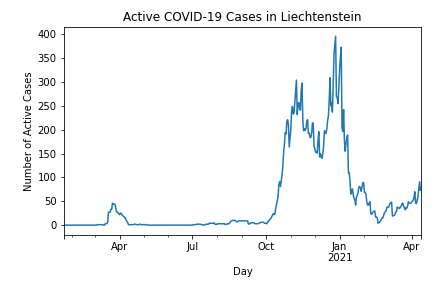 Active COVID-19 Cases in Liechtenstein
Number of Active Cases
400
350
300
250
200
150
100
50
0
Apr
Jul
Oct
Jan
2021
Apr
Day